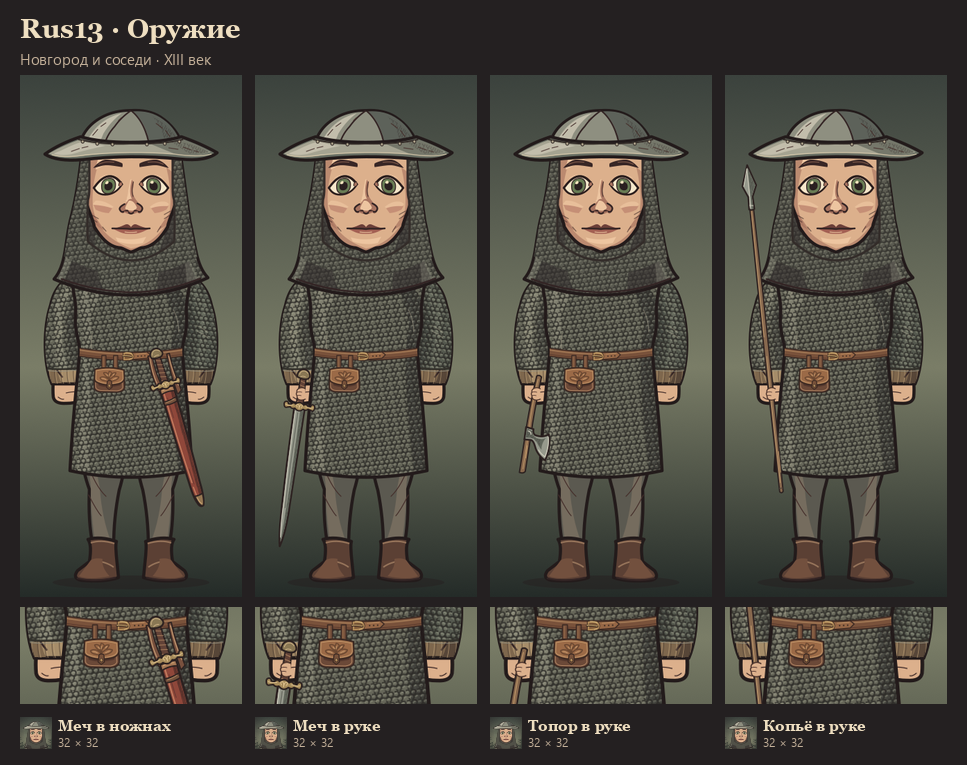 Rus13 · Оружие
Новгород и соседи · XIII век
Меч в ножнах
32 × 32
Меч в руке
32 × 32
Топор в руке
32 × 32
Копьё в руке
32 × 32